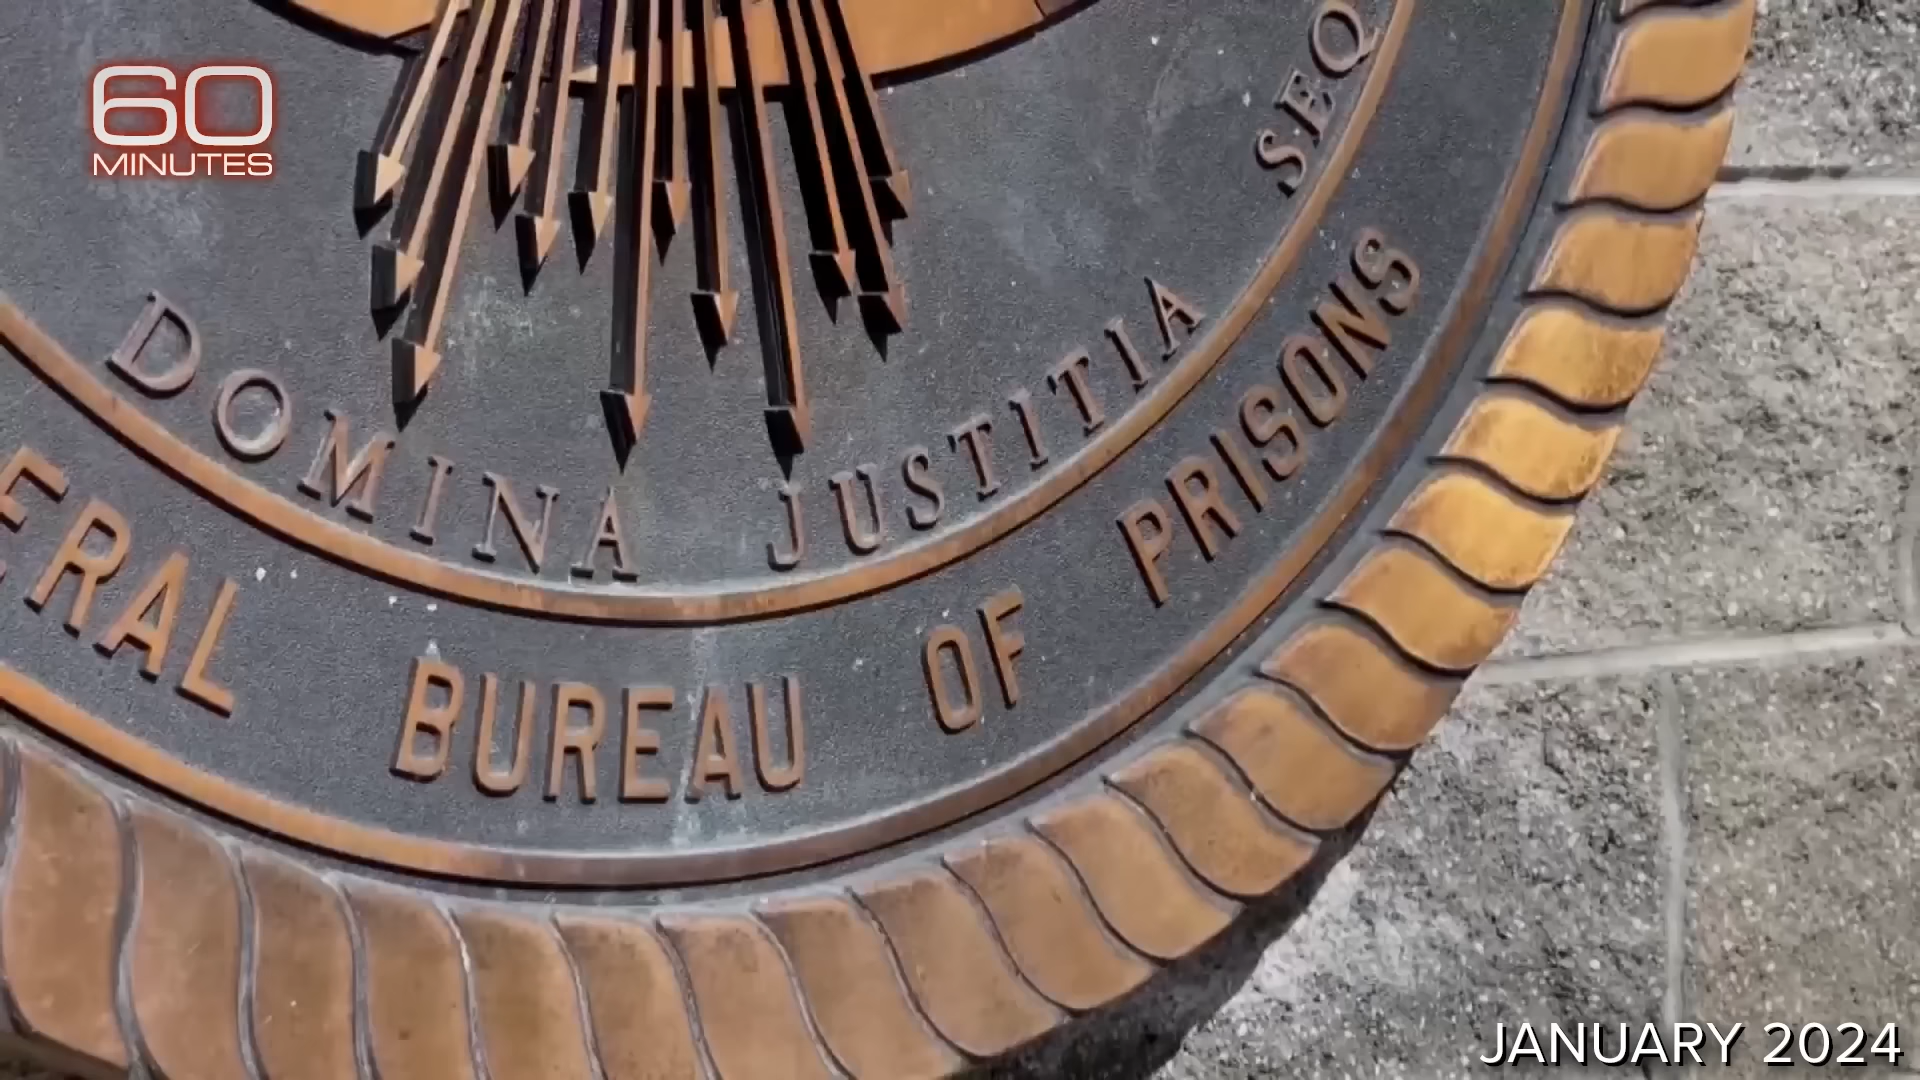 60
MINUTES
SEQ
DOMINA JUSTITIA
ERAL BUREAU OF PRISONS
JANUARY 2024